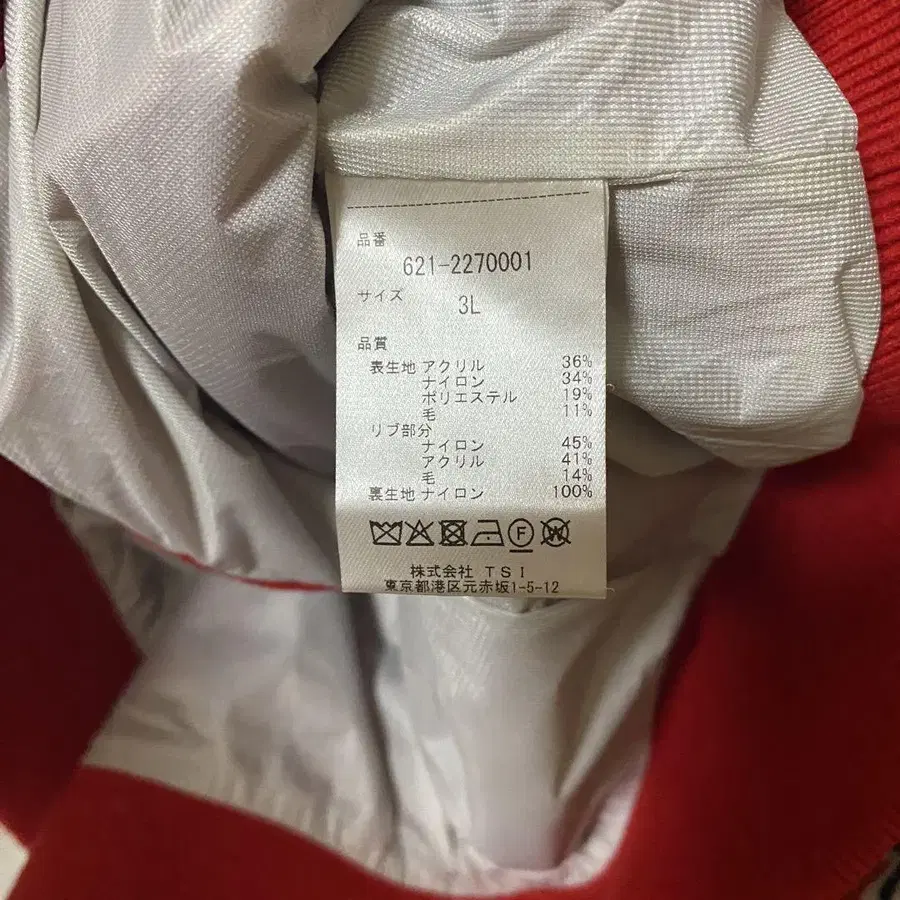 品番
621-2270001
サイズ
3L
品質
表生地 アクリル 36%
ナイロン 34%
ポリエステル 19%
毛 11%
リブ部分
ナイロン 45%
アクリル 41%
毛 14%
裏生地 ナイロン 100%
F W
株式会社 TSI
東京都港区元赤坂1-5-12